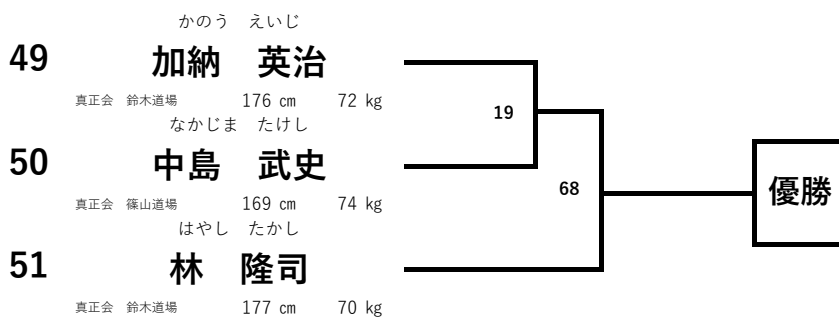 かのう えいじ
49 加納 英治
真正会 鈴木道場 176 cm 72 kg
19
なかじま たけし
50 中島 武史
真正会 篠山道場 169 cm 74 kg
68
優勝
はやし たかし
51 林 隆司
真正会 鈴木道場 177 cm 70 kg